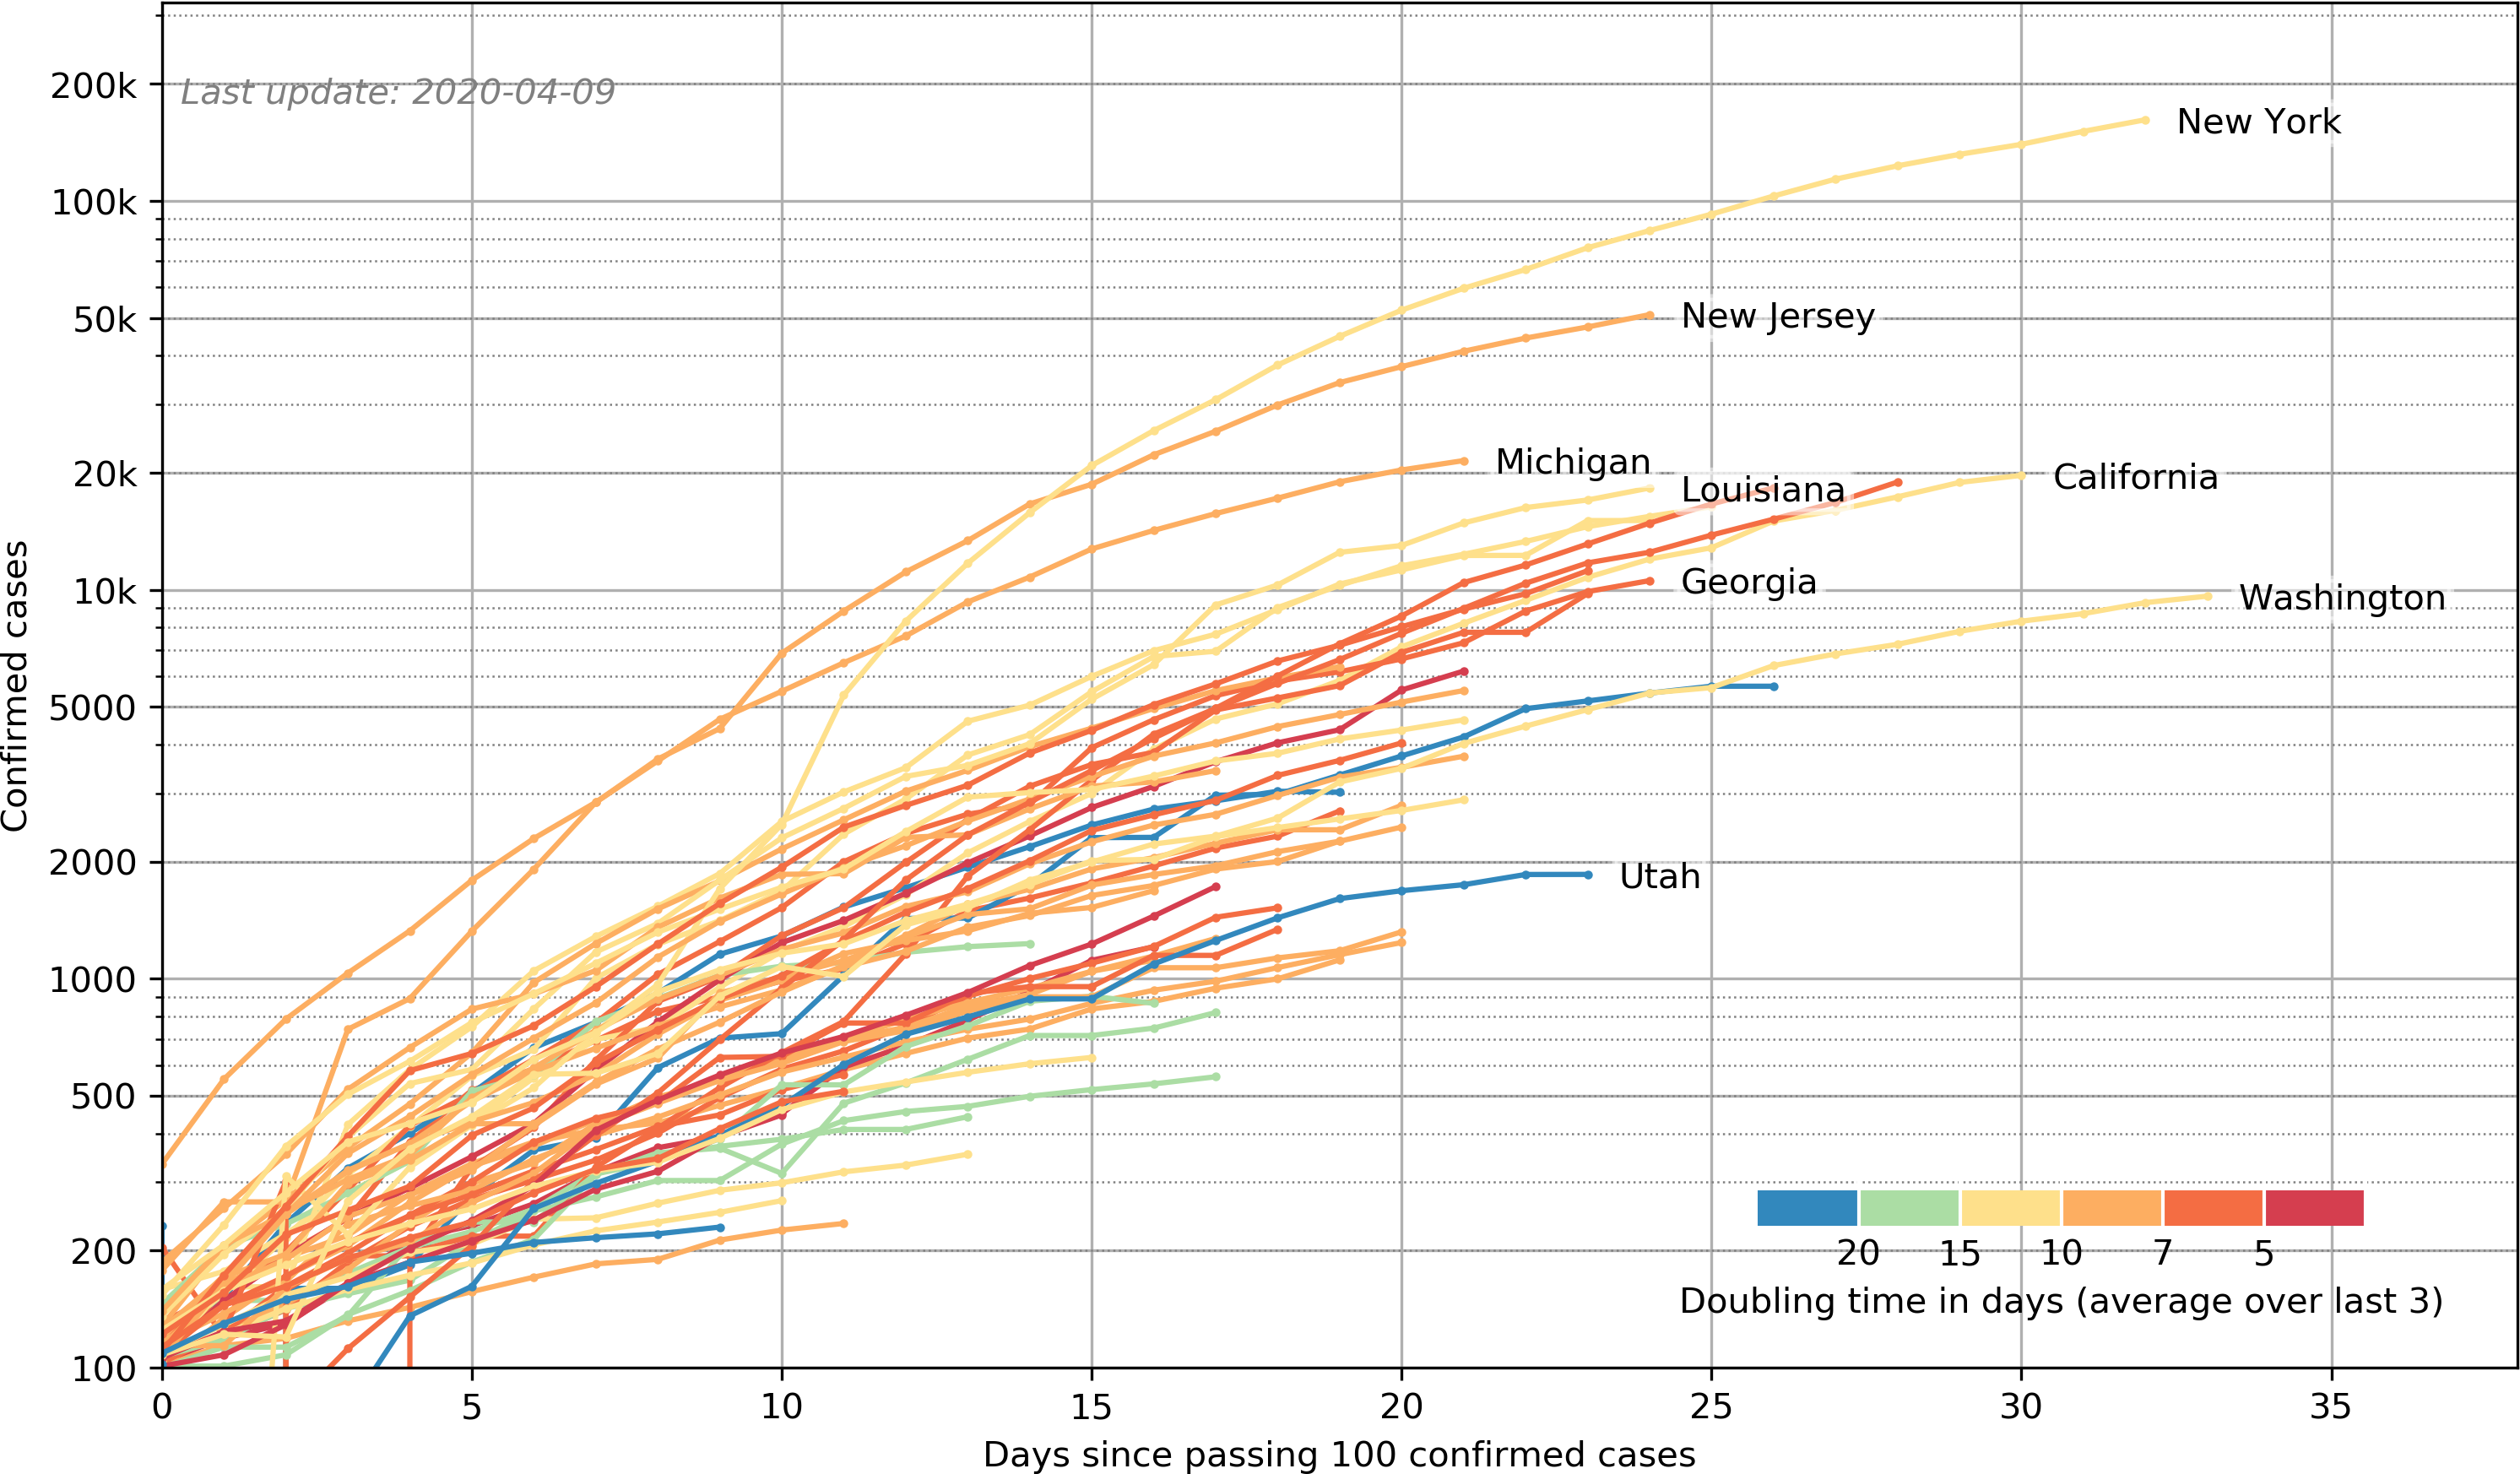 200k
Last update: 2020-04-09
New York
100k
50k
New Jersey
Michigan
20k
California
Louisiana
10k
Georgia
Washington
5000
Confirmed cases
2000
Utah
1000
500
200
20 15 10 7 5
Doubling time in days (average over last 3)
100
0 5 10 15 20 25 30 35
Days since passing 100 confirmed cases